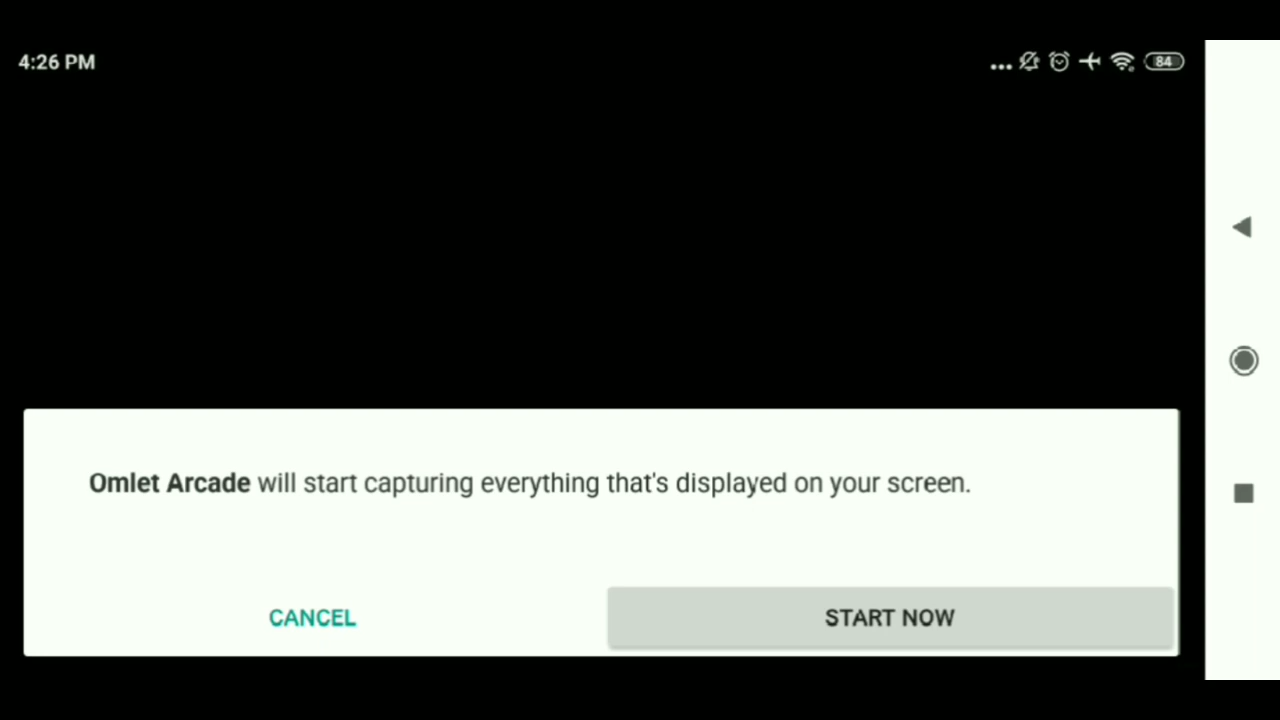 4:26 PM
84
Omlet Arcade will start capturing everything that's displayed on your screen.
CANCEL
START NOW